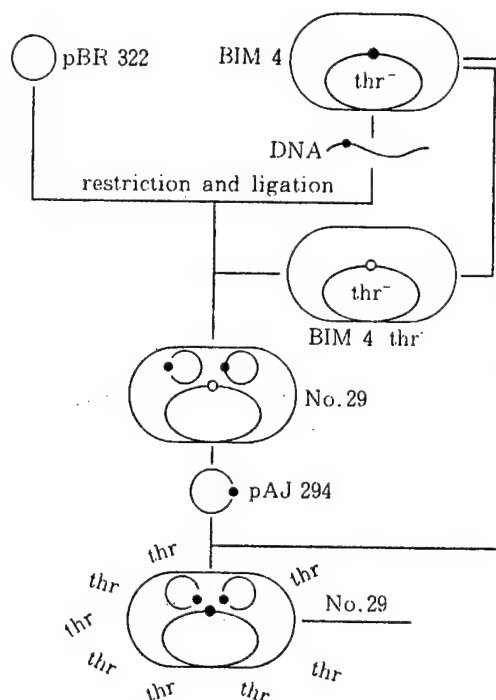 pBR 322
BIM 4
thr⁻
DNA
restriction and ligation
thr⁻
BIM 4 thr⁻
No.29
pAJ 294
thr
thr
thr
thr
No.29
thr
thr
thr
thr